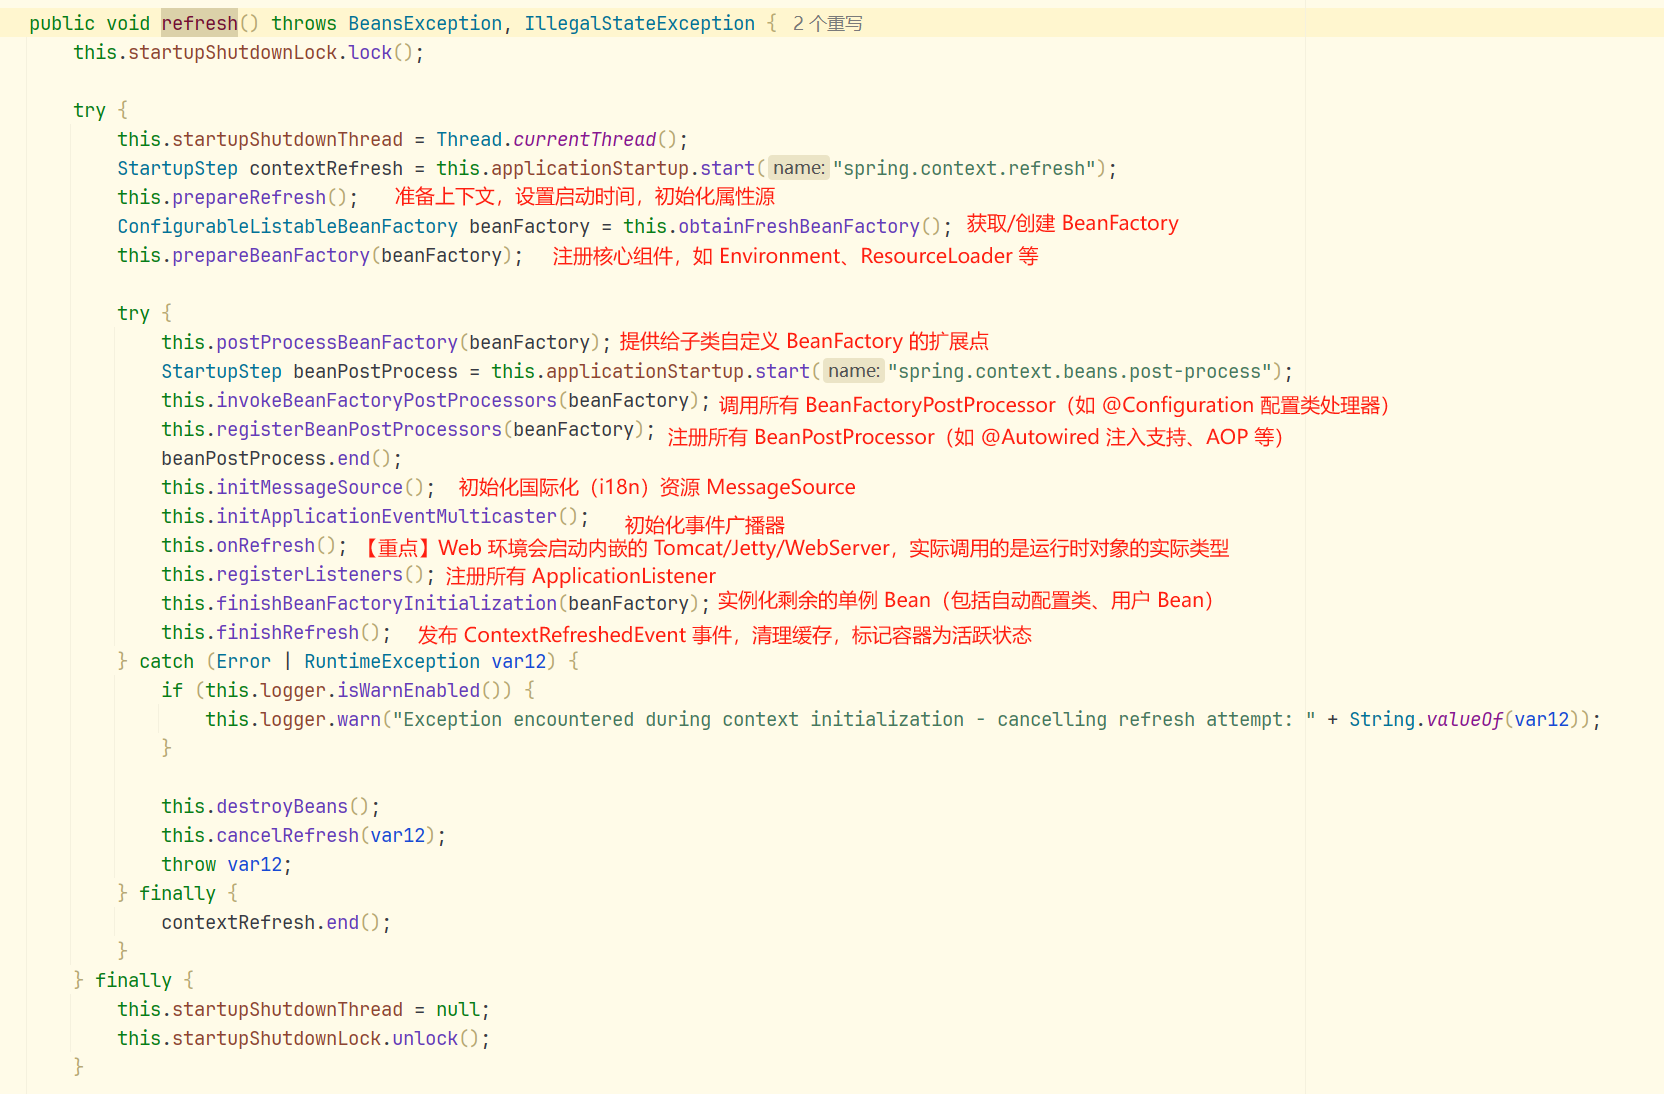 public void refresh() throws BeansException, IllegalStateException { 2 个重写
this.startupShutdownLock.lock();
try {
this.startupShutdownThread = Thread.currentThread();
StartupStep contextRefresh = this.applicationStartup.start( name: "spring.context.refresh");
this.prepareRefresh(); 准备上下文，设置启动时间，初始化属性源
ConfigurableListableBeanFactory beanFactory = this.obtainFreshBeanFactory(); 获取/创建 BeanFactory
this.prepareBeanFactory(beanFactory); 注册核心组件，如 Environment、ResourceLoader 等
try {
this.postProcessBeanFactory(beanFactory); 提供给子类自定义 BeanFactory 的扩展点
StartupStep beanPostProcess = this.applicationStartup.start( name: "spring.context.beans.post-process");
this.invokeBeanFactoryPostProcessors(beanFactory); 调用所有 BeanFactoryPostProcessor（如 @Configuration 配置类处理器）
this.registerBeanPostProcessors(beanFactory); 注册所有 BeanPostProcessor（如 @Autowired 注入支持、AOP 等）
beanPostProcess.end();
this.initMessageSource(); 初始化国际化（i18n）资源 MessageSource
this.initApplicationEventMulticaster(); 初始化事件广播器
this.onRefresh(); 【重点】Web 环境会启动内嵌的 Tomcat/Jetty/WebServer，实际调用的是运行时对象的实际类型
this.registerListeners(); 注册所有 ApplicationListener
this.finishBeanFactoryInitialization(beanFactory); 实例化剩余的单例 Bean（包括自动配置类、用户 Bean）
this.finishRefresh(); 发布 ContextRefreshedEvent 事件，清理缓存，标记容器为活跃状态
} catch (Error | RuntimeException var12) {
if (this.logger.isWarnEnabled()) {
this.logger.warn("Exception encountered during context initialization - cancelling refresh attempt: " + String.valueOf(var12));
}
this.destroyBeans();
this.cancelRefresh(var12);
throw var12;
} finally {
contextRefresh.end();
}
} finally {
this.startupShutdownThread = null;
this.startupShutdownLock.unlock();
}